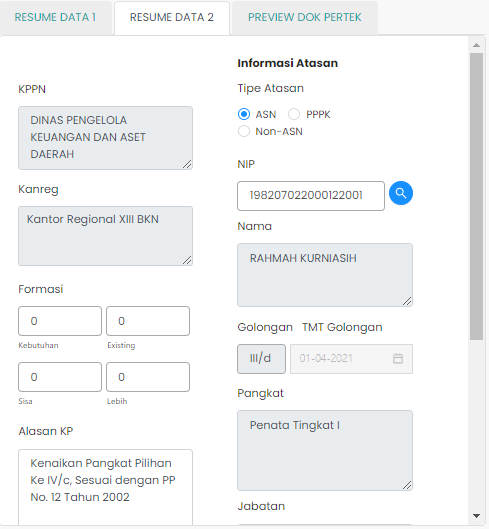 RESUME DATA 1
RESUME DATA 2
PREVIEW DOK PERTEK
KPPN
DINAS PENGELOLA
KEUANGAN DAN ASET
DAERAH
Kanreg
Kantor Regional XIII BKN
Formasi
0
0
Kebutuhan
Existing
0
0
Sisa
Lebih
Alasan KP
Kenaikan Pangkat Pilihan
Ke IV/c, Sesuai dengan PP
No. 12 Tahun 2002
Informasi Atasan
Tipe Atasan
ASN
PPPK
Non-ASN
NIP
198207022000122001
Nama
RAHMAH KURNIASIH
Golongan
TMT Golongan
III/d
01-04-2021
Pangkat
Penata Tingkat I
Jabatan